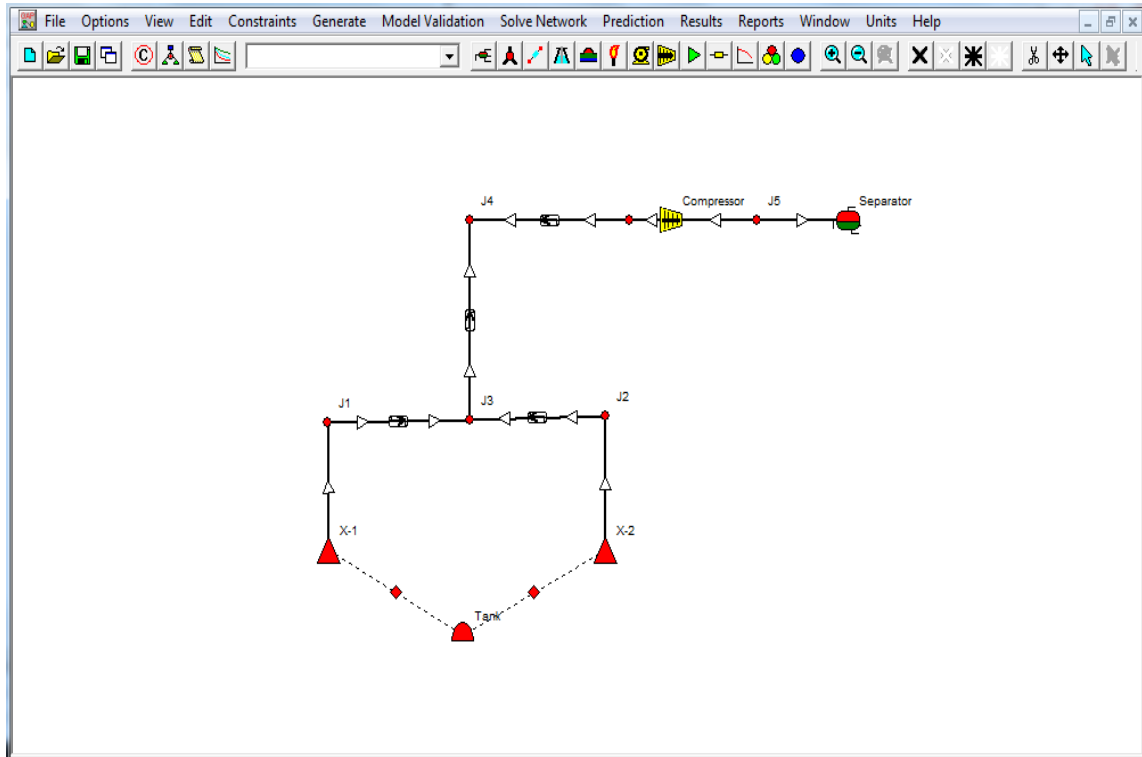 File Options View Edit Constraints Generate Model Validation Solve Network Prediction Results Reports Window Units Help
J4 Compressor J5 Separator
J1 J3 J2
X-1 X-2
Tank